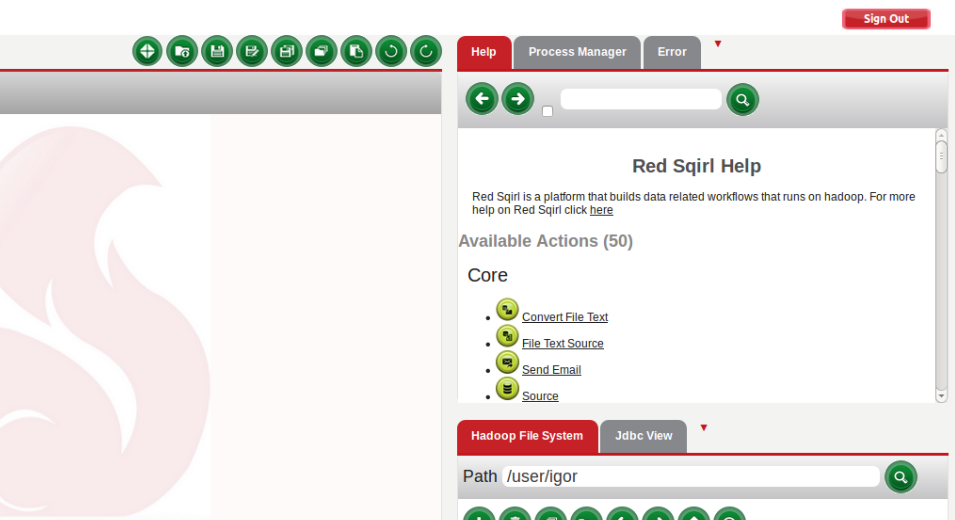 Sign Out
Help
Process Manager
Error
Red Sqirl Help
Red Sqirl is a platform that builds data related workflows that runs on hadoop. For more
help on Red Sqirl click here
Available Actions (50)
Core
Convert File Text
File Text Source
Send Email
Source
Hadoop File System
Jdbc View
Path /user/igor